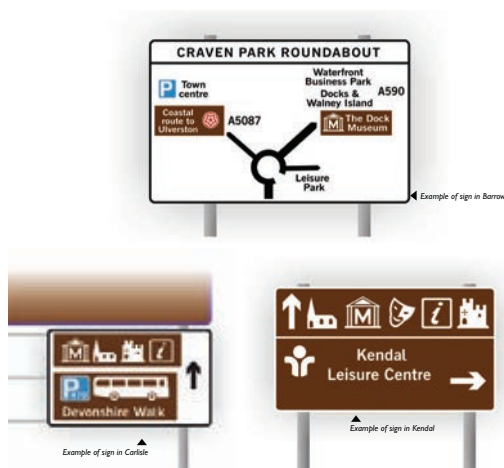 CRAVEN PARK ROUNDABOUT
Waterfront
Business Park
P Town
centre
Docks &
Walney Island
A590
Coastal
route to
Ulverston
A5087
M The Dock
Museum
Leisure
Park
Example of sign in Barrow
M i
P
Devonshire Walk
Example of sign in Carlisle
M i
Kendal
Leisure Centre
Example of sign in Kendal